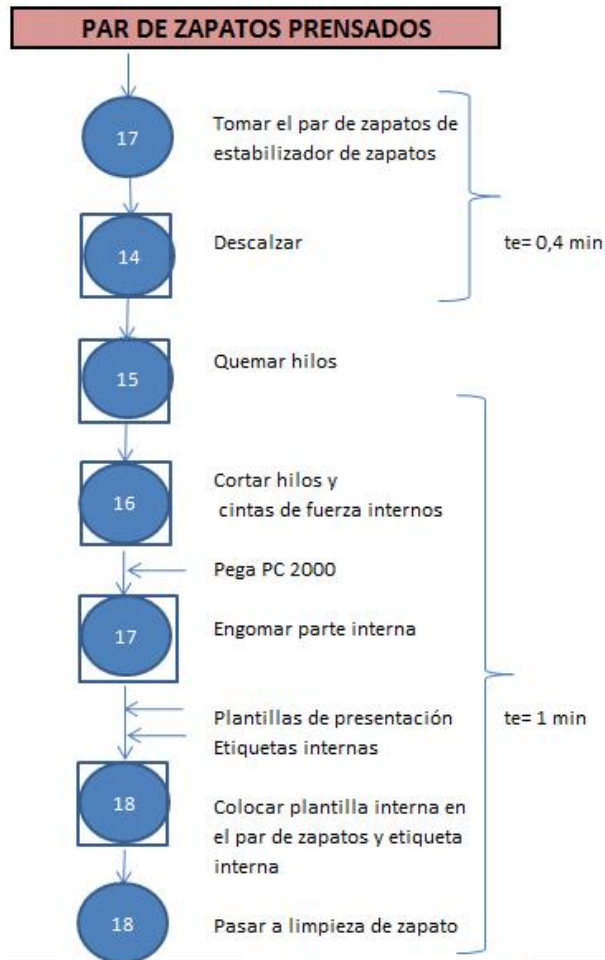 PAR DE ZAPATOS PRENSADOS
17
Tomar el par de zapatos de
estabilizador de zapatos
14
Descalzar
te= 0,4 min
15
Quemar hilos
16
Cortar hilos y
cintas de fuerza internos
Pega PC 2000
17
Engomar parte interna
Plantillas de presentación
te= 1 min
Etiquetas internas
18
Colocar plantilla interna en
el par de zapatos y etiqueta
interna
18
Pasar a limpieza de zapato